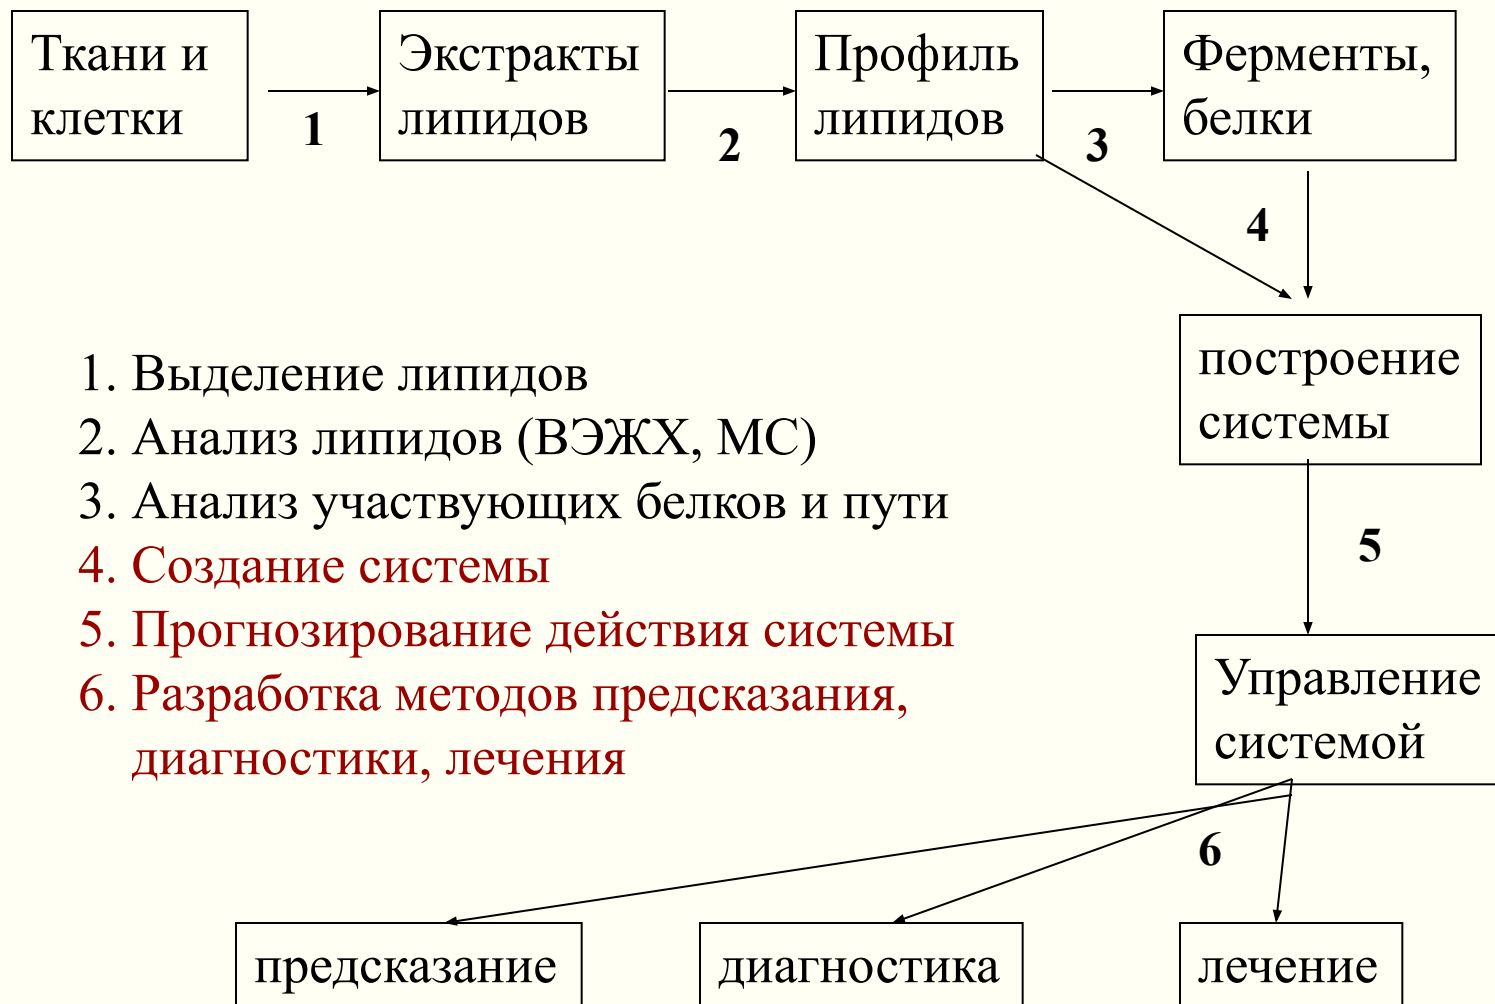 Ткани и
клетки
1
Экстракты
липидов
2
Профиль
липидов
3
Ферменты,
белки
4
построение
системы
1. Выделение липидов
2. Анализ липидов (ВЭЖХ, МС)
3. Анализ участвующих белков и пути
4. Создание системы
5. Прогнозирование действия системы
6. Разработка методов предсказания,
диагностики, лечения
5
Управление
системой
6
предсказание
диагностика
лечение